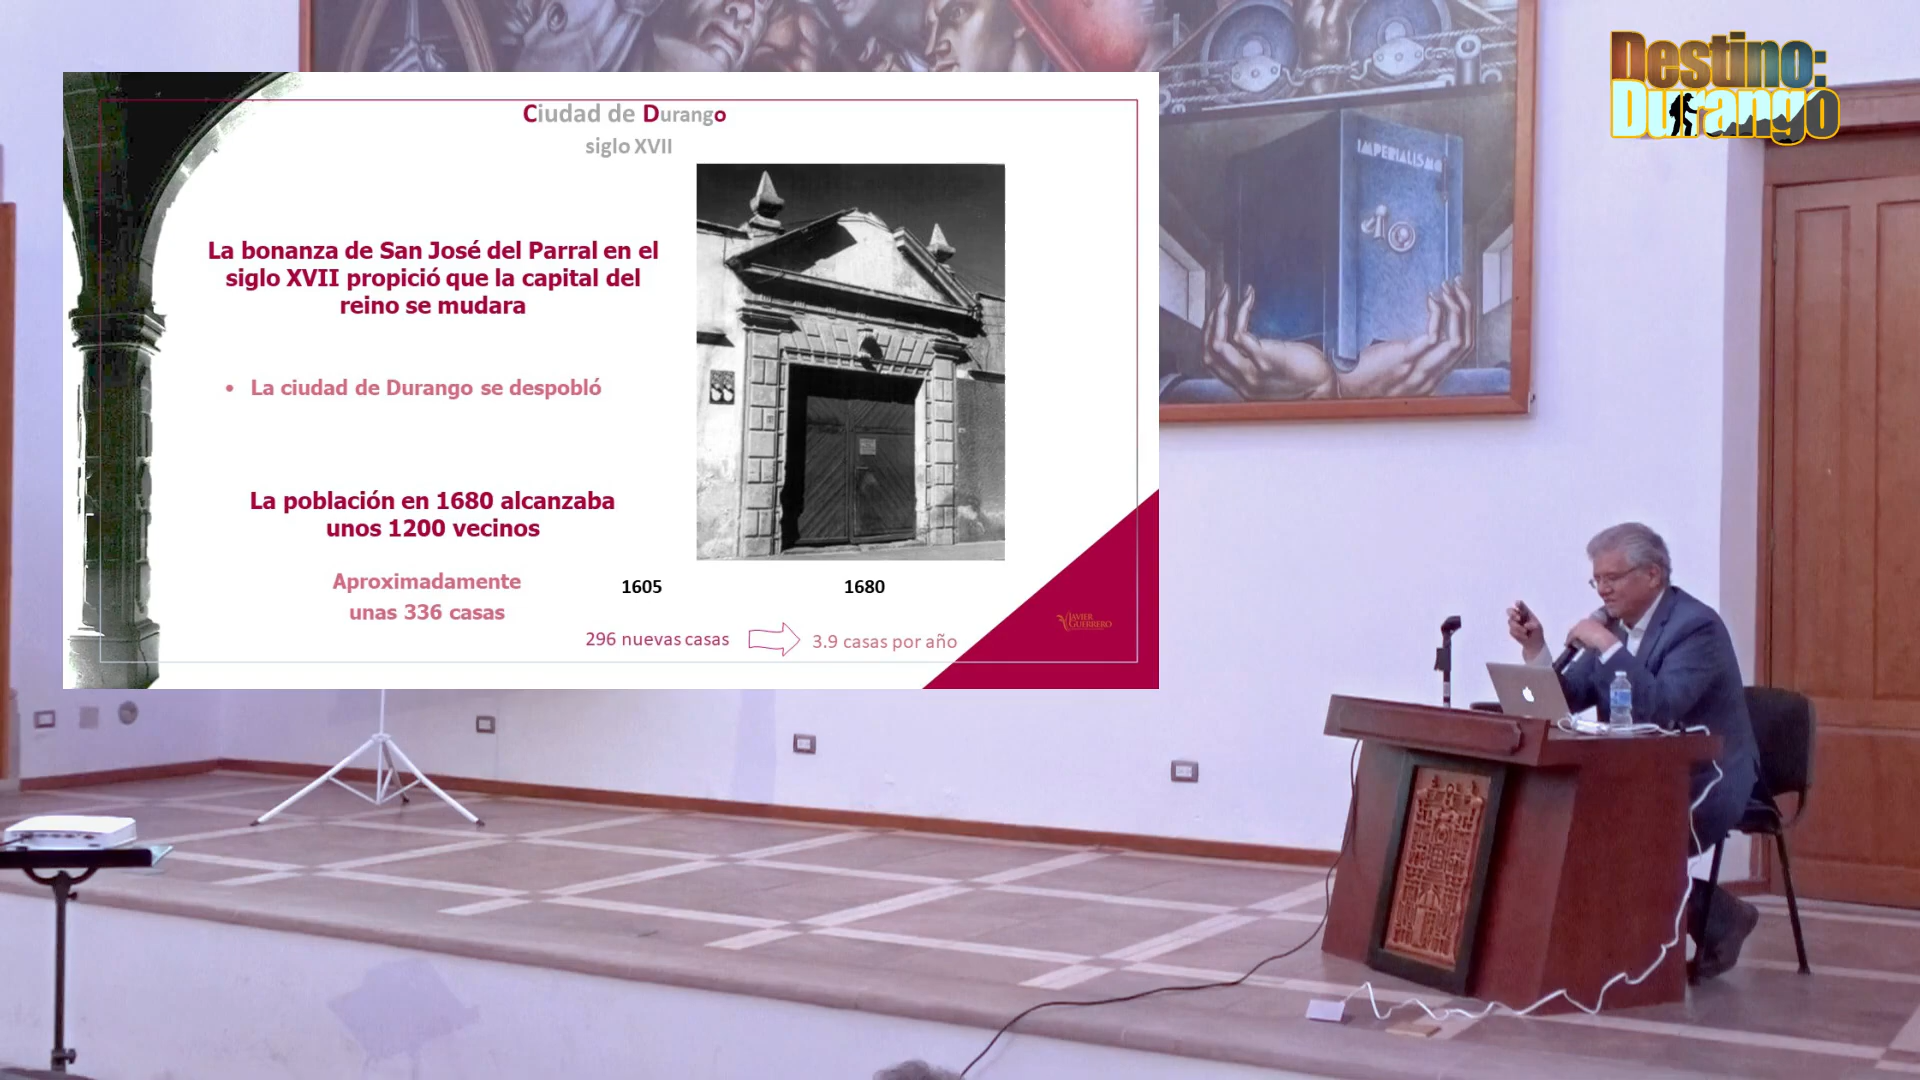 Destino:
Durango
IMPERIALISMO
Ciudad de Durango
siglo XVII
La bonanza de San José del Parral en el
siglo XVII propició que la capital del
reino se mudara
• La ciudad de Durango se despobló
La población en 1680 alcanzaba
unos 1200 vecinos
Aproximadamente
unas 336 casas
1605
1680
296 nuevas casas
3.9 casas por año
JAVIER
GUERRERO